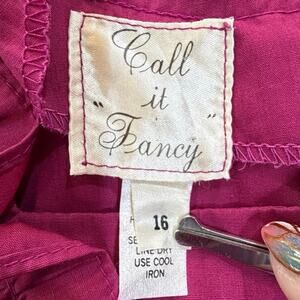 Call
it
"Fancy"
16
LINE DRY
USE COOL
IRON